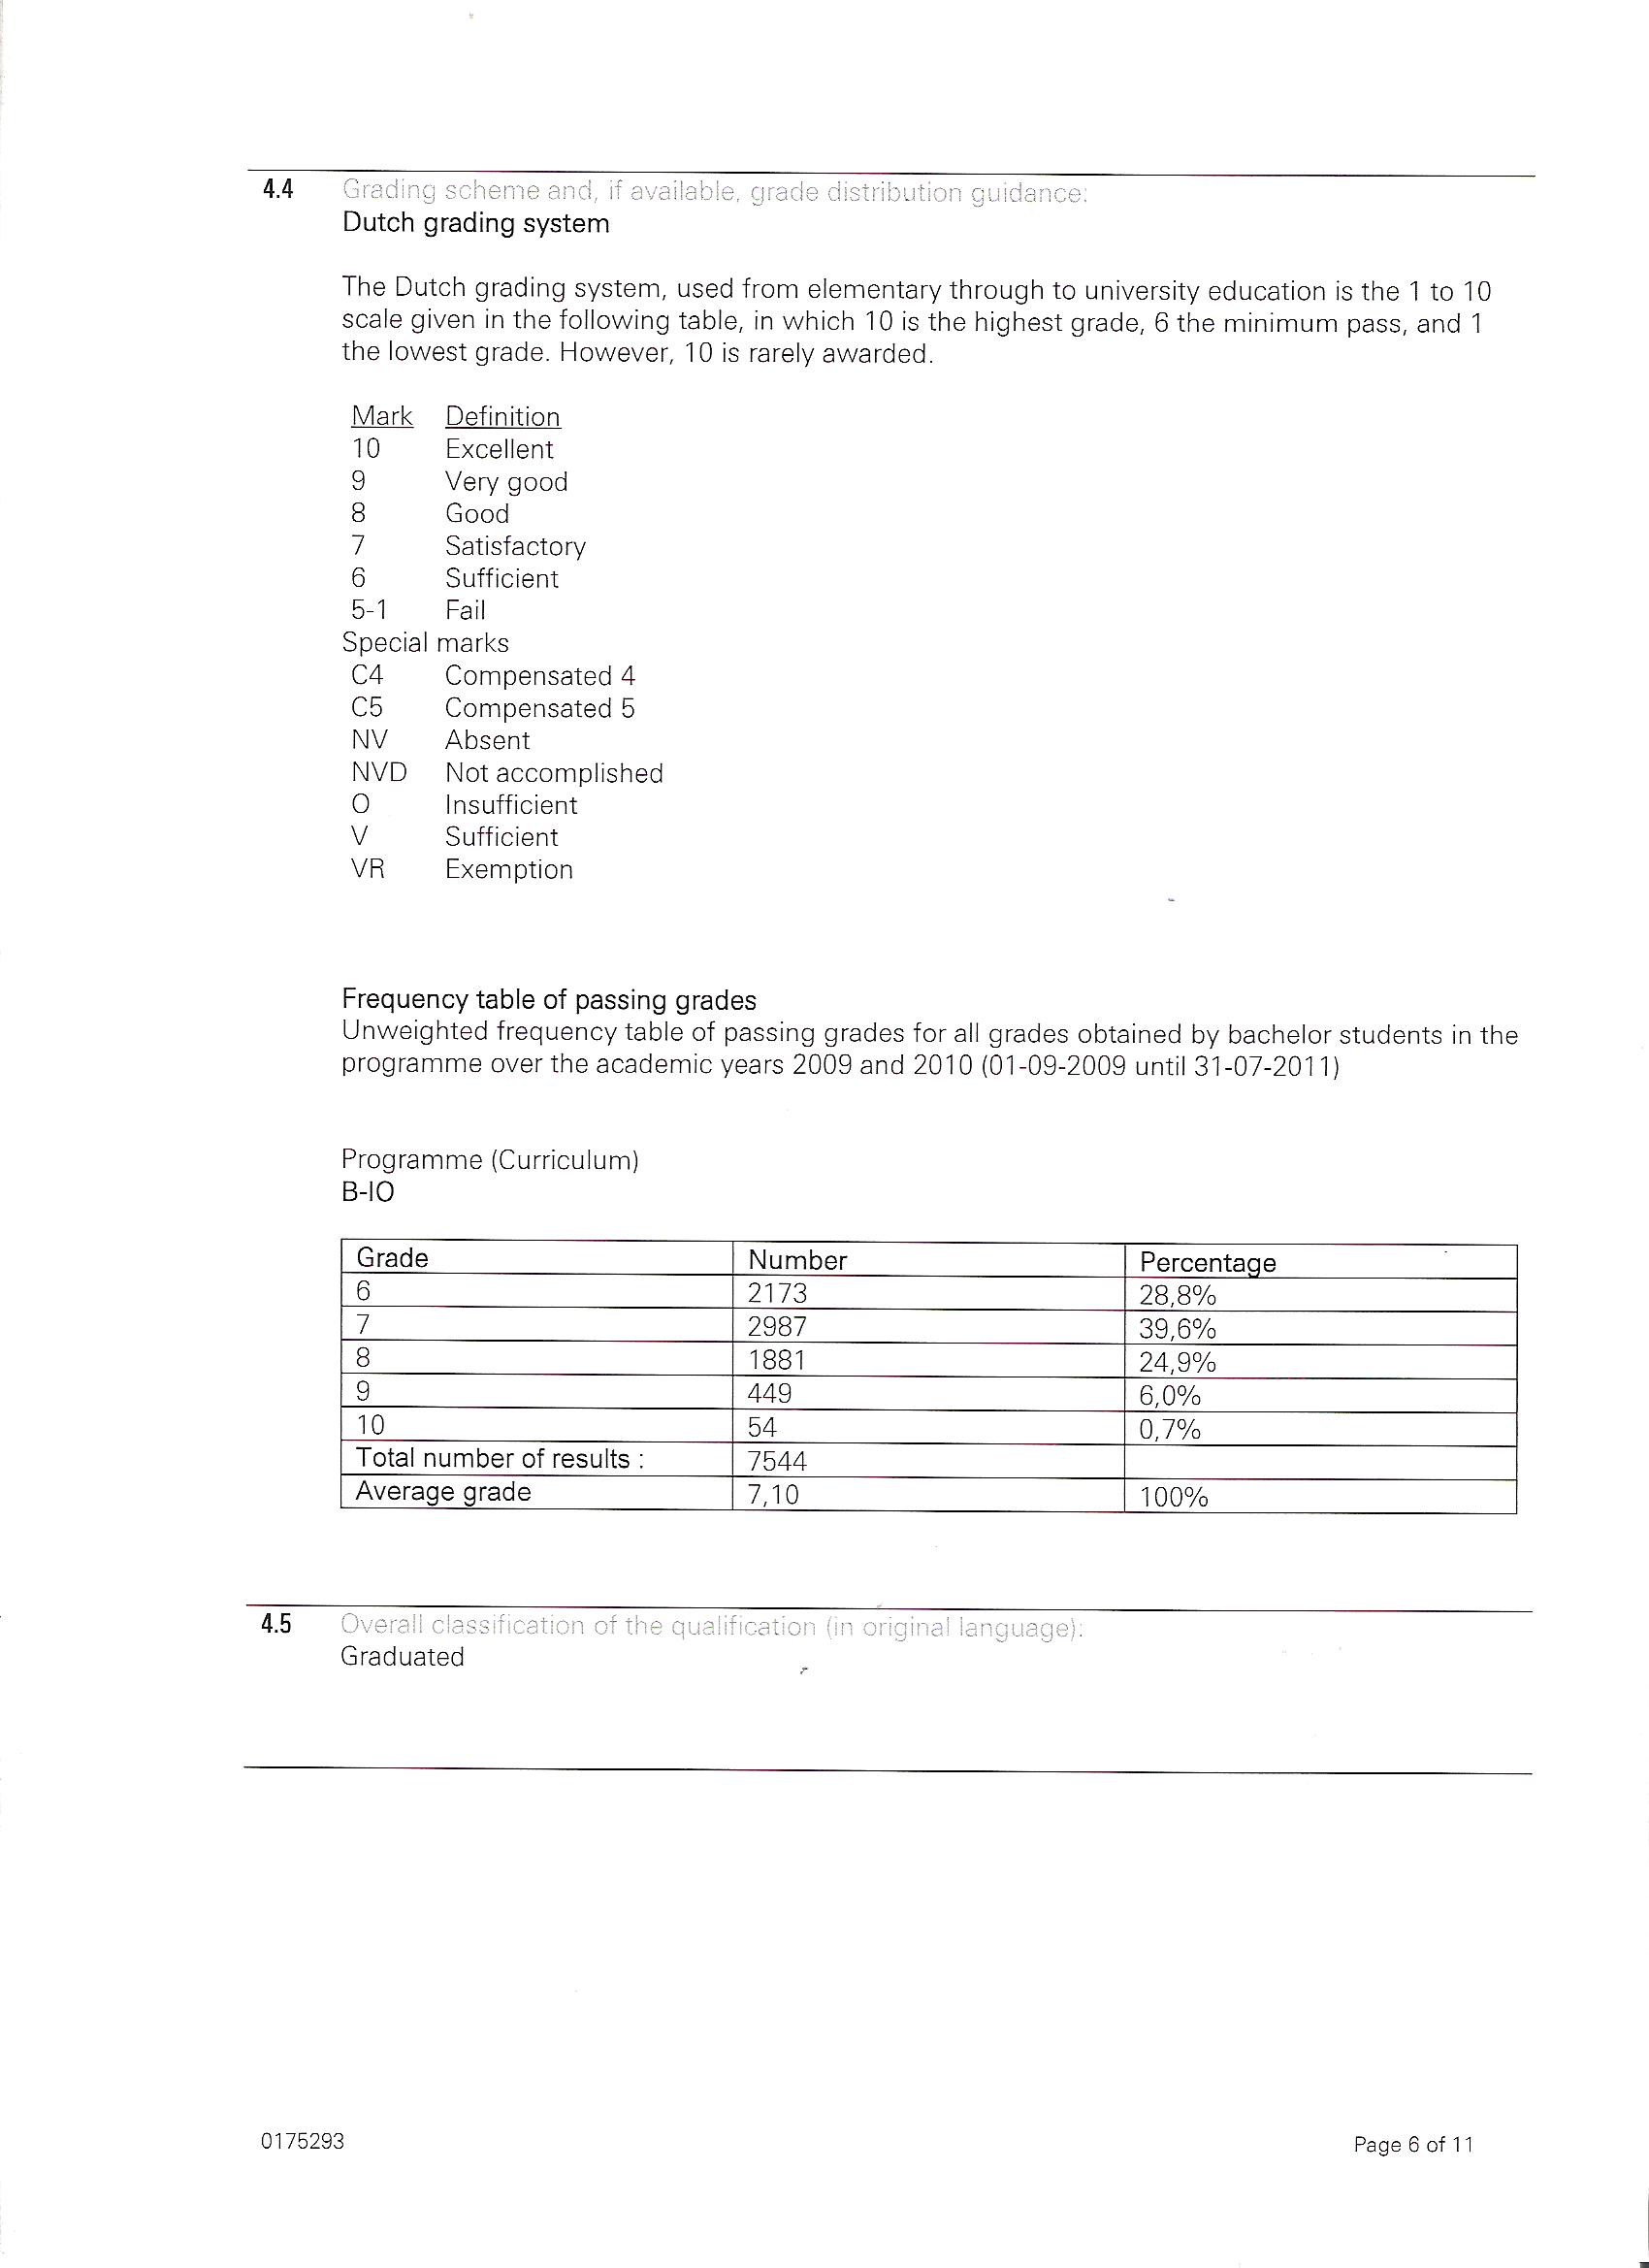 4.4 Grading scheme and, if available, grade distribution guidance:
Dutch grading system
The Dutch grading system, used from elementary through to university education is the 1 to 10
scale given in the following table, in which 10 is the highest grade, 6 the minimum pass, and 1
the lowest grade. However, 10 is rarely awarded.
Mark Definition
10 Excellent
9 Very good
8 Good
7 Satisfactory
6 Sufficient
5-1 Fail
Special marks
C4 Compensated 4
C5 Compensated 5
NV Absent
NVD Not accomplished
O Insufficient
V Sufficient
VR Exemption
Frequency table of passing grades
Unweighted frequency table of passing grades for all grades obtained by bachelor students in the
programme over the academic years 2009 and 2010 (01-09-2009 until 31-07-2011)
Programme (Curriculum)
B-IO
Grade Number Percentage
6 2173 28,8%
7 2987 39,6%
8 1881 24,9%
9 449 6,0%
10 54 0,7%
Total number of results : 7544
Average grade 7,10 100%
4.5 Overall classification of the qualification (in original language):
Graduated
0175293 Page 6 of 11